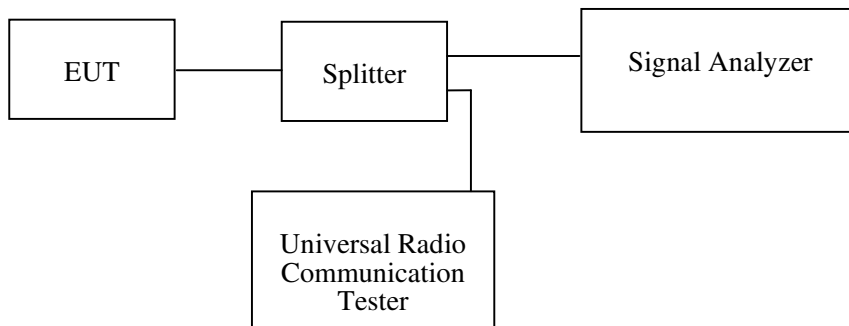 EUT
Splitter
Signal Analyzer
Universal Radio
Communication
Tester